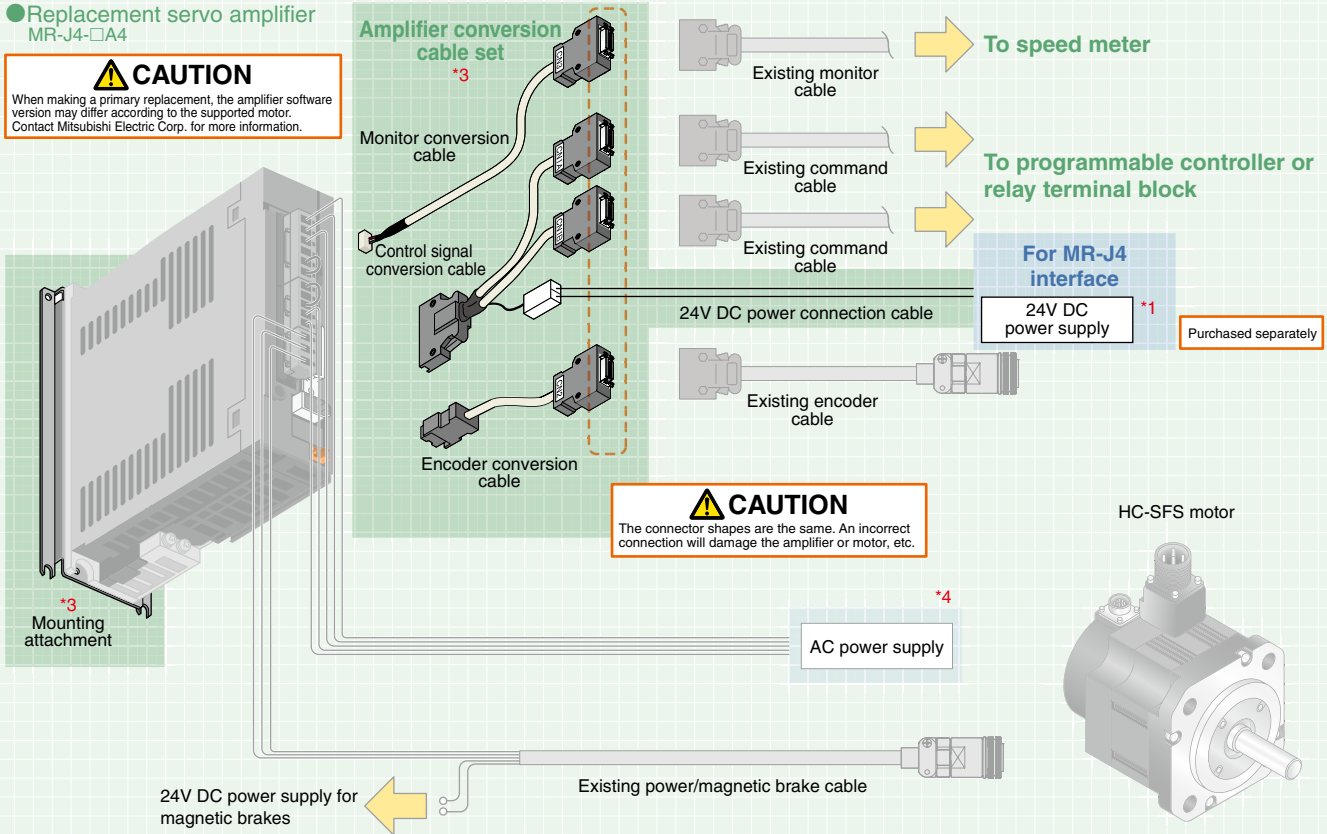 ●Replacement servo amplifier
MR-J4-□A4
CAUTION
When making a primary replacement, the amplifier software
version may differ according to the supported motor.
Contact Mitsubishi Electric Corp. for more information.
Amplifier conversion
cable set
*3
CN3
Monitor conversion
cable
CN1A
CN1B
Control signal
conversion cable
CN2
Encoder conversion
cable
Existing monitor
cable
To speed meter
Existing command
cable
To programmable controller or
relay terminal block
Existing command
cable
For MR-J4
interface
24V DC power connection cable
24V DC
power supply
*1
Purchased separately
Existing encoder
cable
CAUTION
The connector shapes are the same. An incorrect
connection will damage the amplifier or motor, etc.
HC-SFS motor
*3
Mounting
attachment
*4
AC power supply
Existing power/magnetic brake cable
24V DC power supply for
magnetic brakes